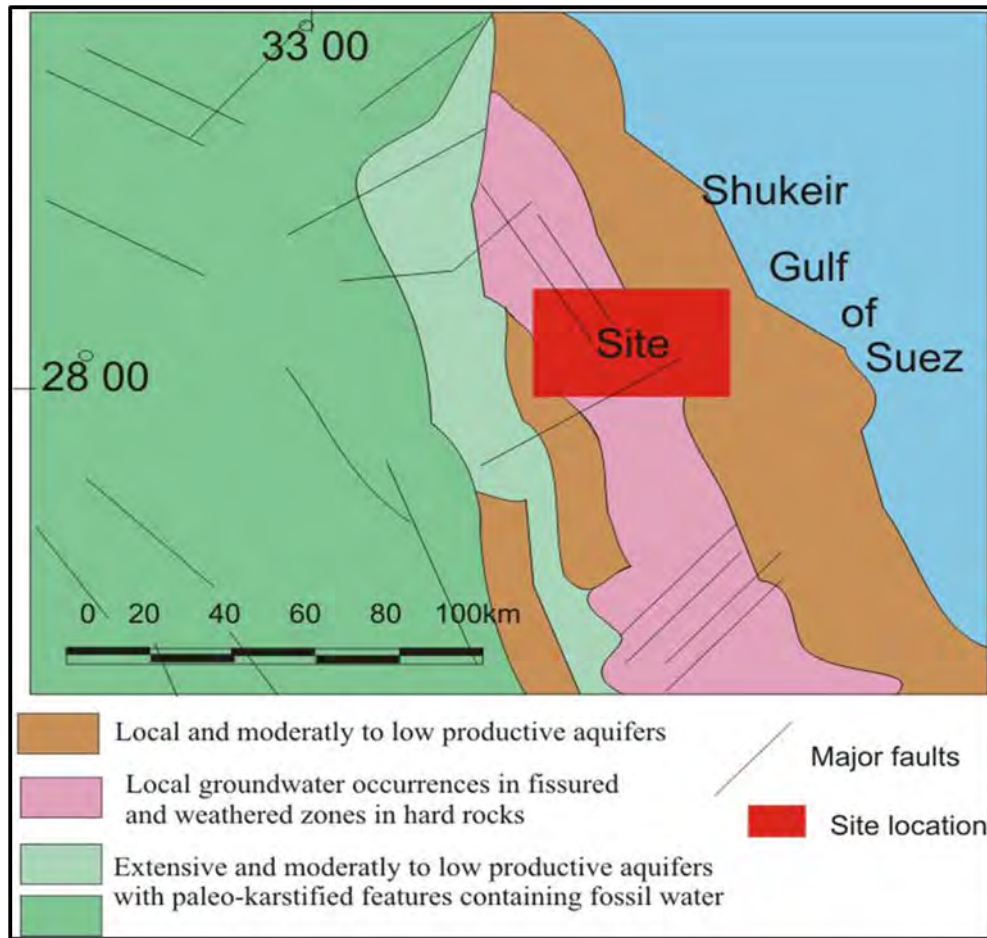 33 00
Shukeir
Gulf
of
Suez
Site
28 00
0 20 40 60 80 100km
Local and moderatly to low productive aquifers
Local groundwater occurrences in fissured
and weathered zones in hard rocks
Extensive and moderatly to low productive aquifers
with paleo-karstified features containing fossil water
Major faults
Site location